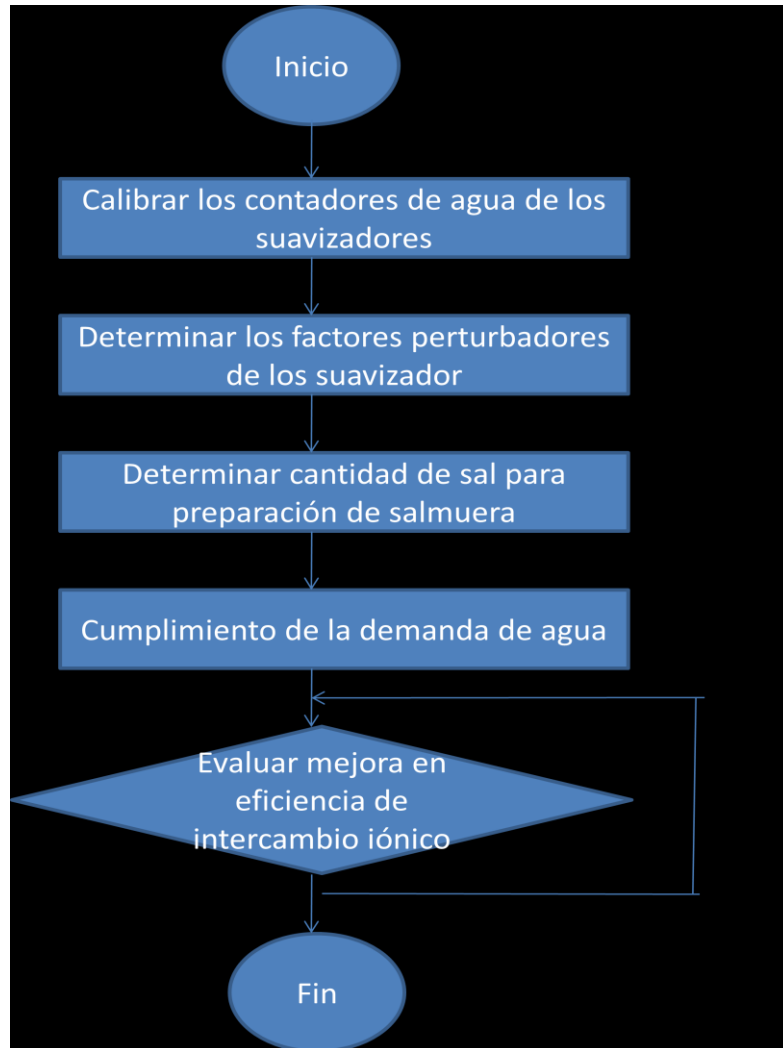 Inicio
Calibrar los contadores de agua de los
suavizadores
Determinar los factores perturbadores
de los suavizador
Determinar cantidad de sal para
preparación de salmuera
Cumplimiento de la demanda de agua
Evaluar mejora en
eficiencia de
intercambio iónico
Fin